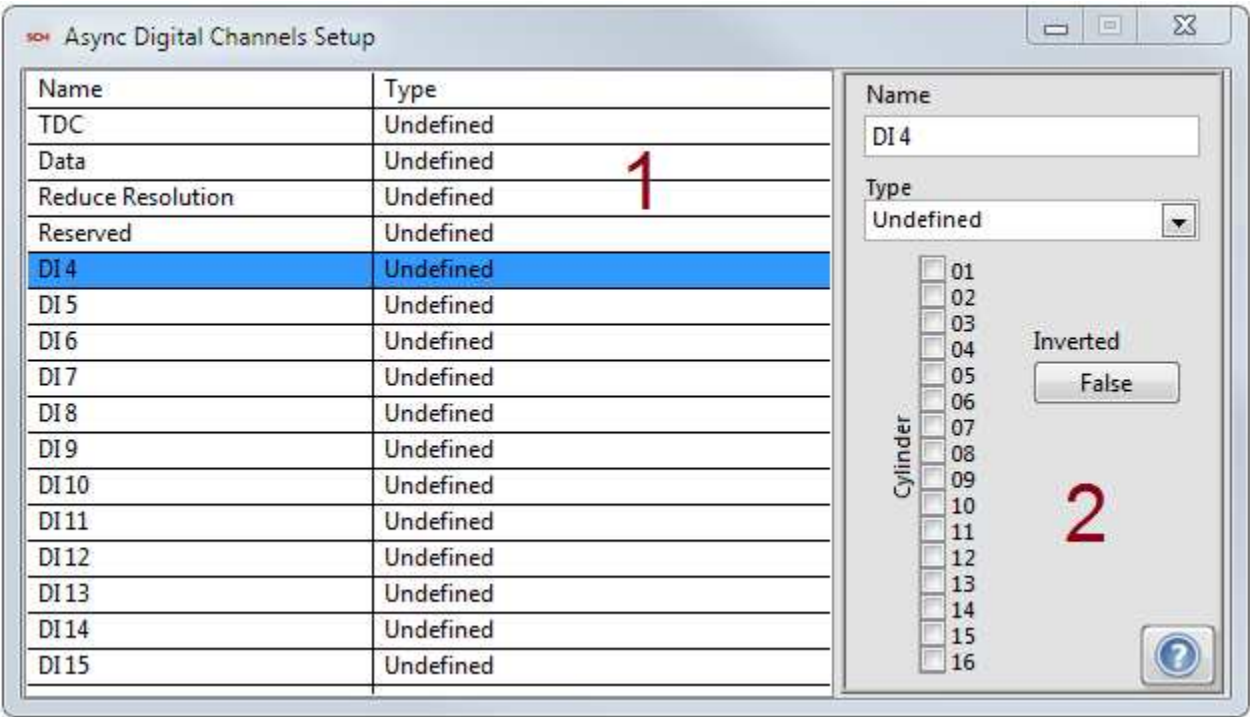 SCM Async Digital Channels Setup
Name Type
TDC Undefined
Data Undefined
Reduce Resolution Undefined
Reserved Undefined
DI 4 Undefined
DI 5 Undefined
DI 6 Undefined
DI 7 Undefined
DI 8 Undefined
DI 9 Undefined
DI 10 Undefined
DI 11 Undefined
DI 12 Undefined
DI 13 Undefined
DI 14 Undefined
DI 15 Undefined
1
Name
DI 4
Type
Undefined
Cylinder
01
02
03
04
05
06
07
08
09
10
11
12
13
14
15
16
Inverted
False
2
?